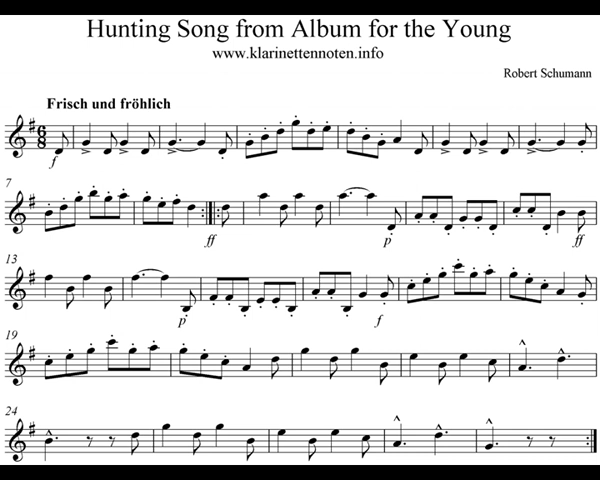 Hunting Song from Album for the Young
www.klarinettennoten.info
Robert Schumann
Frisch und fröhlich
6
8
f
7
ff
p
ff
13
p
f
19
24